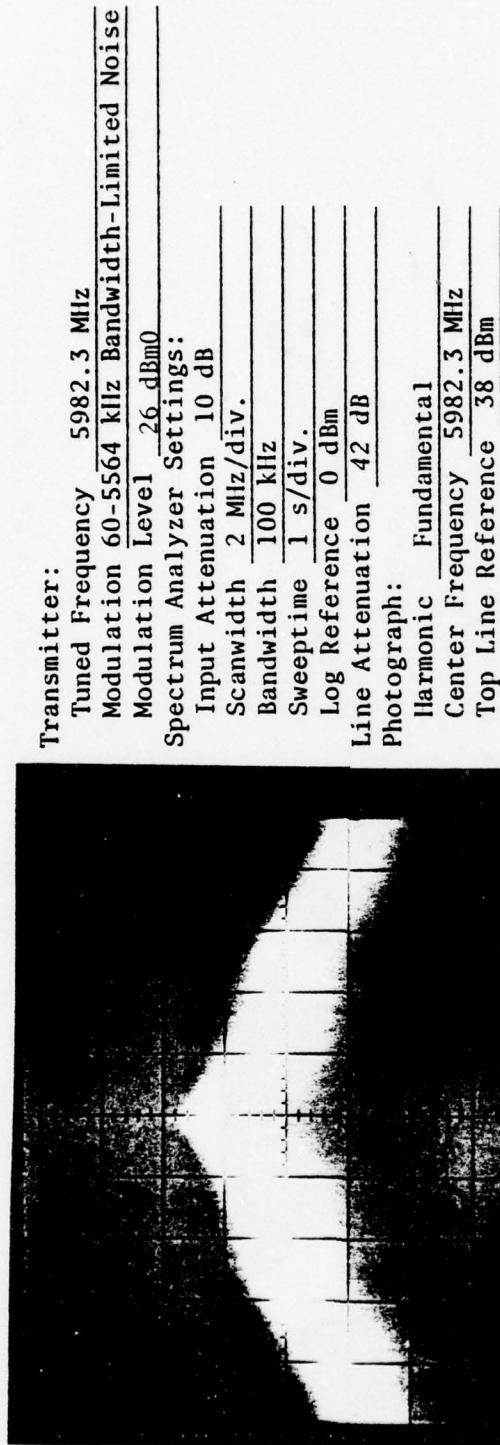 Transmitter:
Tuned Frequency 5982.3 MHz
Modulation 60-5564 kHz Bandwidth-Limited Noise
Modulation Level 26 dBm0
Spectrum Analyzer Settings:
Input Attenuation 10 dB
Scanwidth 2 MHz/div.
Bandwidth 100 kHz
Sweeptime 1 s/div.
Log Reference 0 dBm
Line Attenuation 42 dB
Photograph:
Harmonic Fundamental
Center Frequency 5982.3 MHz
Top Line Reference 38 dBm